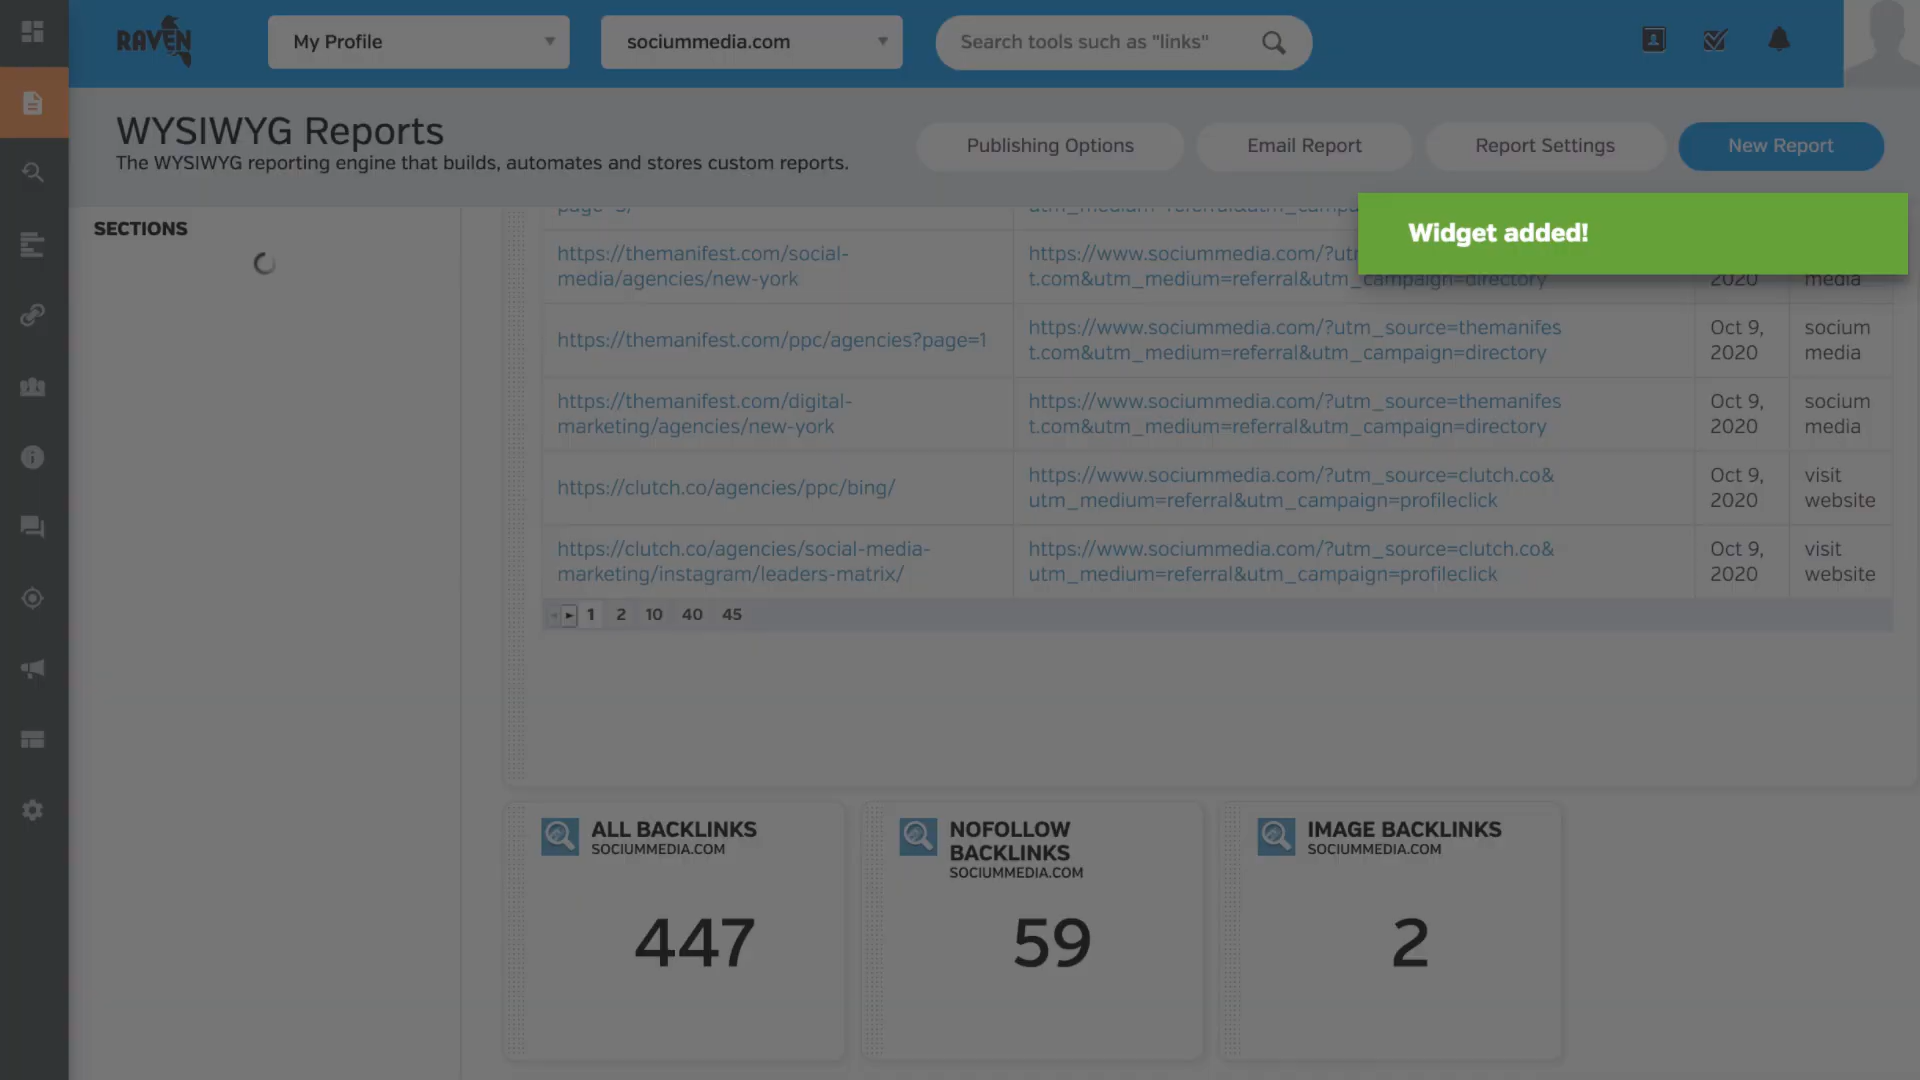 RAVEN
My Profile
sociummedia.com
Search tools such as "links"
WYSIWYG Reports
The WYSIWYG reporting engine that builds, automates and stores custom reports.
Publishing Options
Email Report
Report Settings
New Report
Widget added!
SECTIONS
https://themanifest.com/social-
media/agencies/new-york
t.com&utm_medium=referral&utm_campaign=directory
2020
media
https://themanifest.com/ppc/agencies?page=1
https://www.sociummedia.com/?utm_source=themanifes
t.com&utm_medium=referral&utm_campaign=directory
Oct 9,
2020
socium
media
https://themanifest.com/digital-
marketing/agencies/new-york
https://www.sociummedia.com/?utm_source=themanifes
t.com&utm_medium=referral&utm_campaign=directory
Oct 9,
2020
socium
media
https://clutch.co/agencies/ppc/bing/
https://www.sociummedia.com/?utm_source=clutch.co&
utm_medium=referral&utm_campaign=profileclick
Oct 9,
2020
visit
website
https://clutch.co/agencies/social-media-
marketing/instagram/leaders-matrix/
https://www.sociummedia.com/?utm_source=clutch.co&
utm_medium=referral&utm_campaign=profileclick
Oct 9,
2020
visit
website
1 2 10 40 45
ALL BACKLINKS
SOCIUMMEDIA.COM
447
NOFOLLOW
BACKLINKS
SOCIUMMEDIA.COM
59
IMAGE BACKLINKS
SOCIUMMEDIA.COM
2